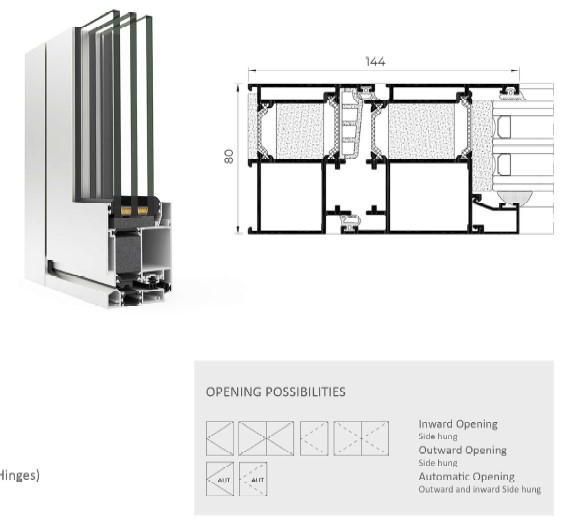 144
80
OPENING POSSIBILITIES
Inward Opening
Side hung
Outward Opening
Side hung
AUT AUT
Automatic Opening
Outward and inward Side hung
Hinges)